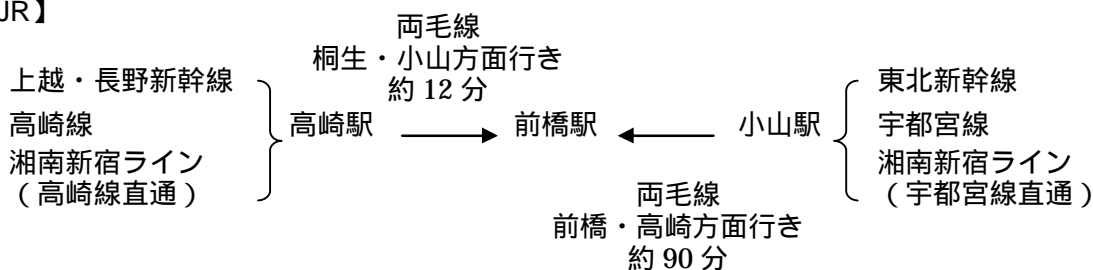 JR】
両毛線
桐生・小山方面行き
約 12 分
上越・長野新幹線
高崎線
湘南新宿ライン
（高崎線直通）
高崎駅
前橋駅
小山駅
東北新幹線
宇都宮線
湘南新宿ライン
（宇都宮線直通）
両毛線
前橋・高崎方面行き
約 90 分